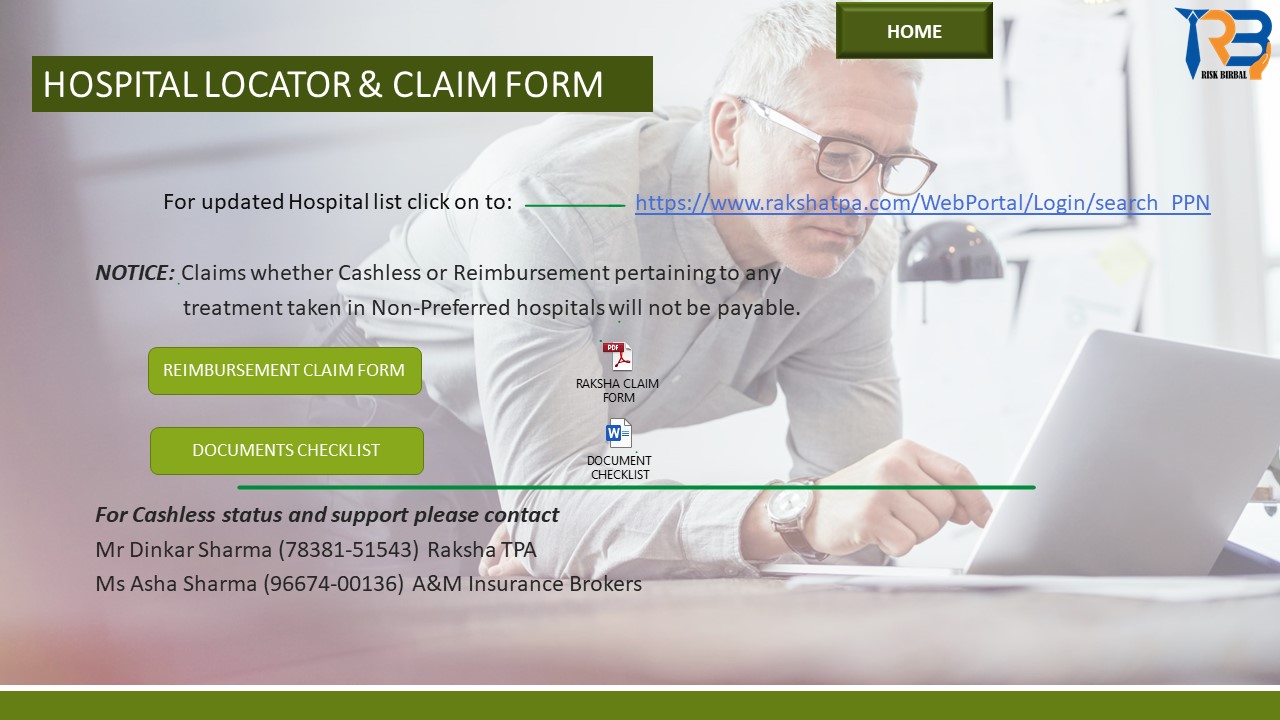 HOME
RB
RISK BIRBAL
HOSPITAL LOCATOR & CLAIM FORM
For updated Hospital list click on to: https://www.rakshatpa.com/WebPortal/Login/search_PPN
NOTICE: Claims whether Cashless or Reimbursement pertaining to any
treatment taken in Non-Preferred hospitals will not be payable.
REIMBURSEMENT CLAIM FORM
PDF
RAKSHA CLAIM
FORM
DOCUMENTS CHECKLIST
W
DOCUMENT
CHECKLIST
For Cashless status and support please contact
Mr Dinkar Sharma (78381-51543) Raksha TPA
Ms Asha Sharma (96674-00136) A&M Insurance Brokers